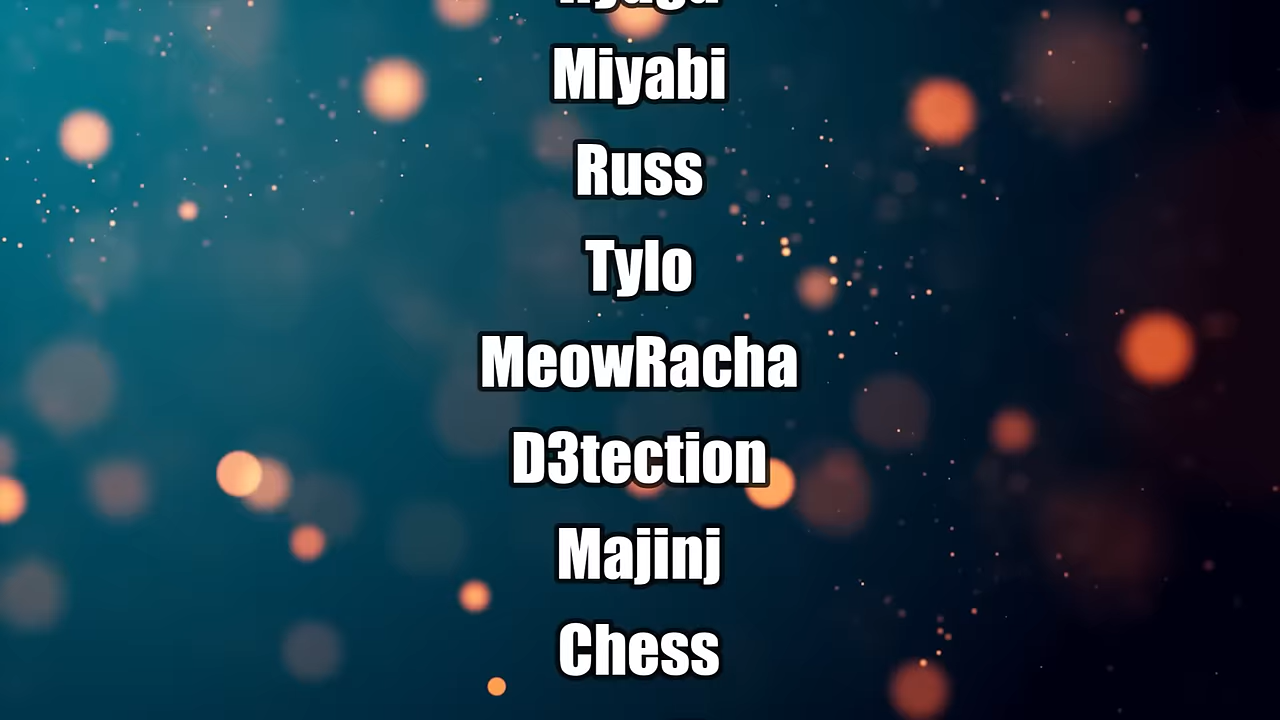 Miyabi
Russ
Tylo
MeowRacha
D3tection
Majinj
Chess